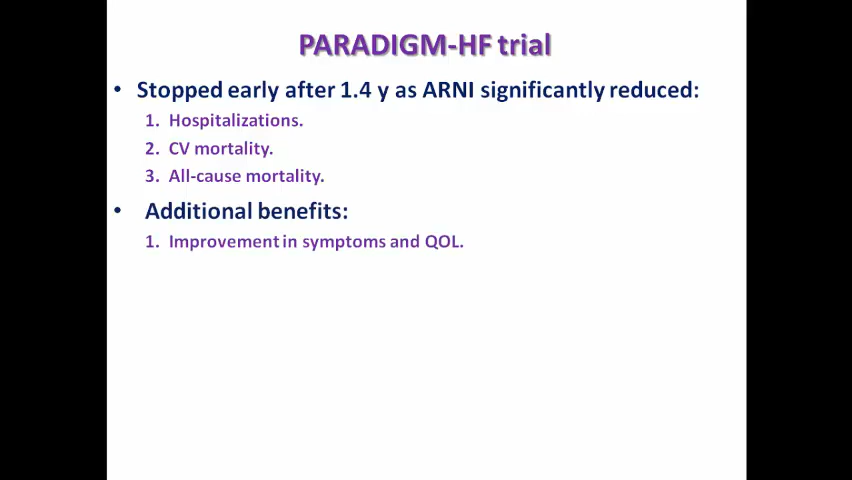 PARADIGM-HF trial
• Stopped early after 1.4 y as ARNI significantly reduced:
1. Hospitalizations.
2. CV mortality.
3. All-cause mortality.
• Additional benefits:
1. Improvement in symptoms and QOL.